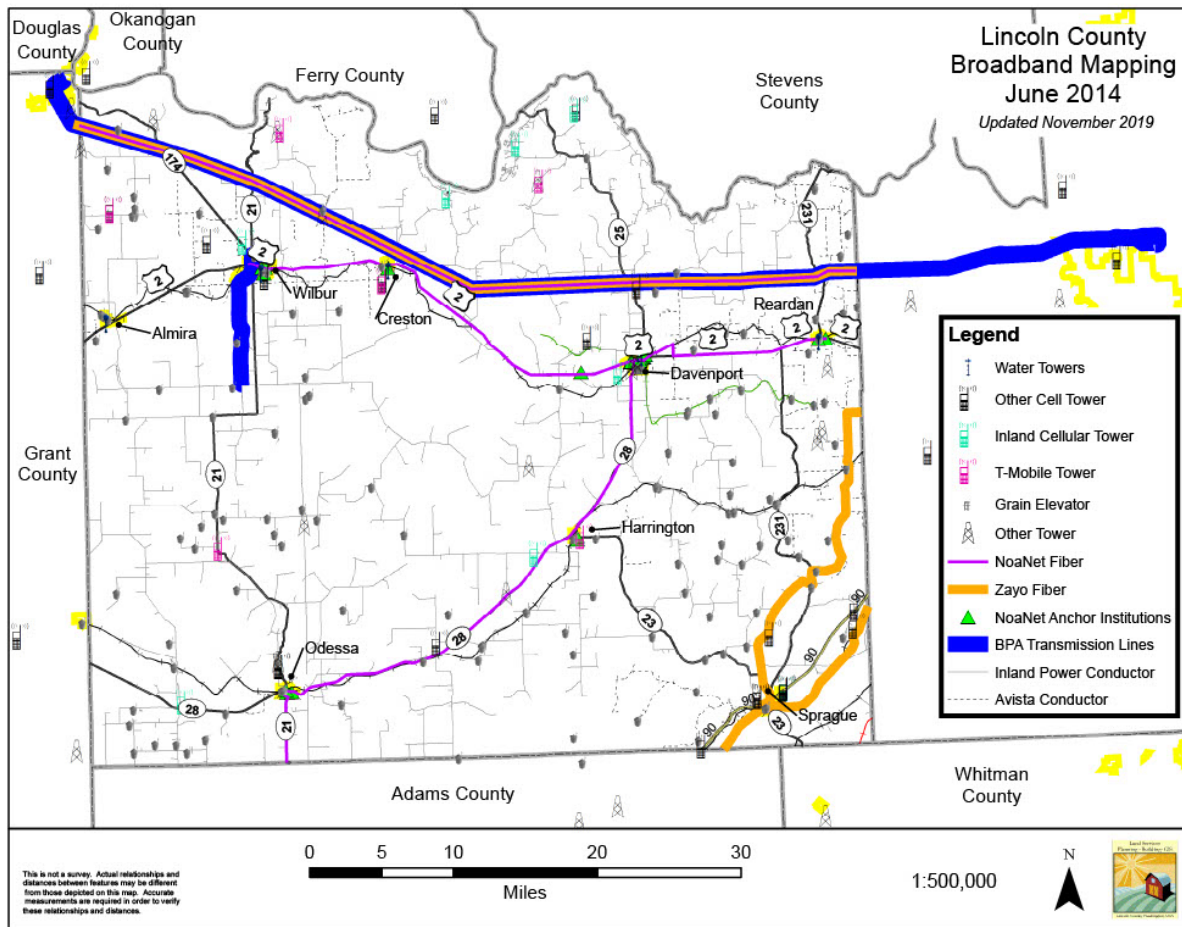 Lincoln County
Broadband Mapping
June 2014
Updated November 2019
Douglas
County
Okanogan
County
Ferry County
Stevens
County
174
21
25
231
2
2
Wilbur
Creston
2
Almira
Reardan
2
2
2
2
Davenport
Grant
County
21
28
Harrington
231
23
90
Odessa
28
90
28
21
90
Sprague
90
23
Adams County
Whitman
County
Legend
Water Towers
Other Cell Tower
Inland Cellular Tower
T-Mobile Tower
Grain Elevator
Other Tower
NoaNet Fiber
Zayo Fiber
NoaNet Anchor Institutions
BPA Transmission Lines
Inland Power Conductor
Avista Conductor
This is not a survey. Actual relationships and
distances between features may be different
from those depicted on this map. Accurate
measurements are required in order to verify
these relationships and distances.
0 5 10 20 30
Miles
1:500,000
N